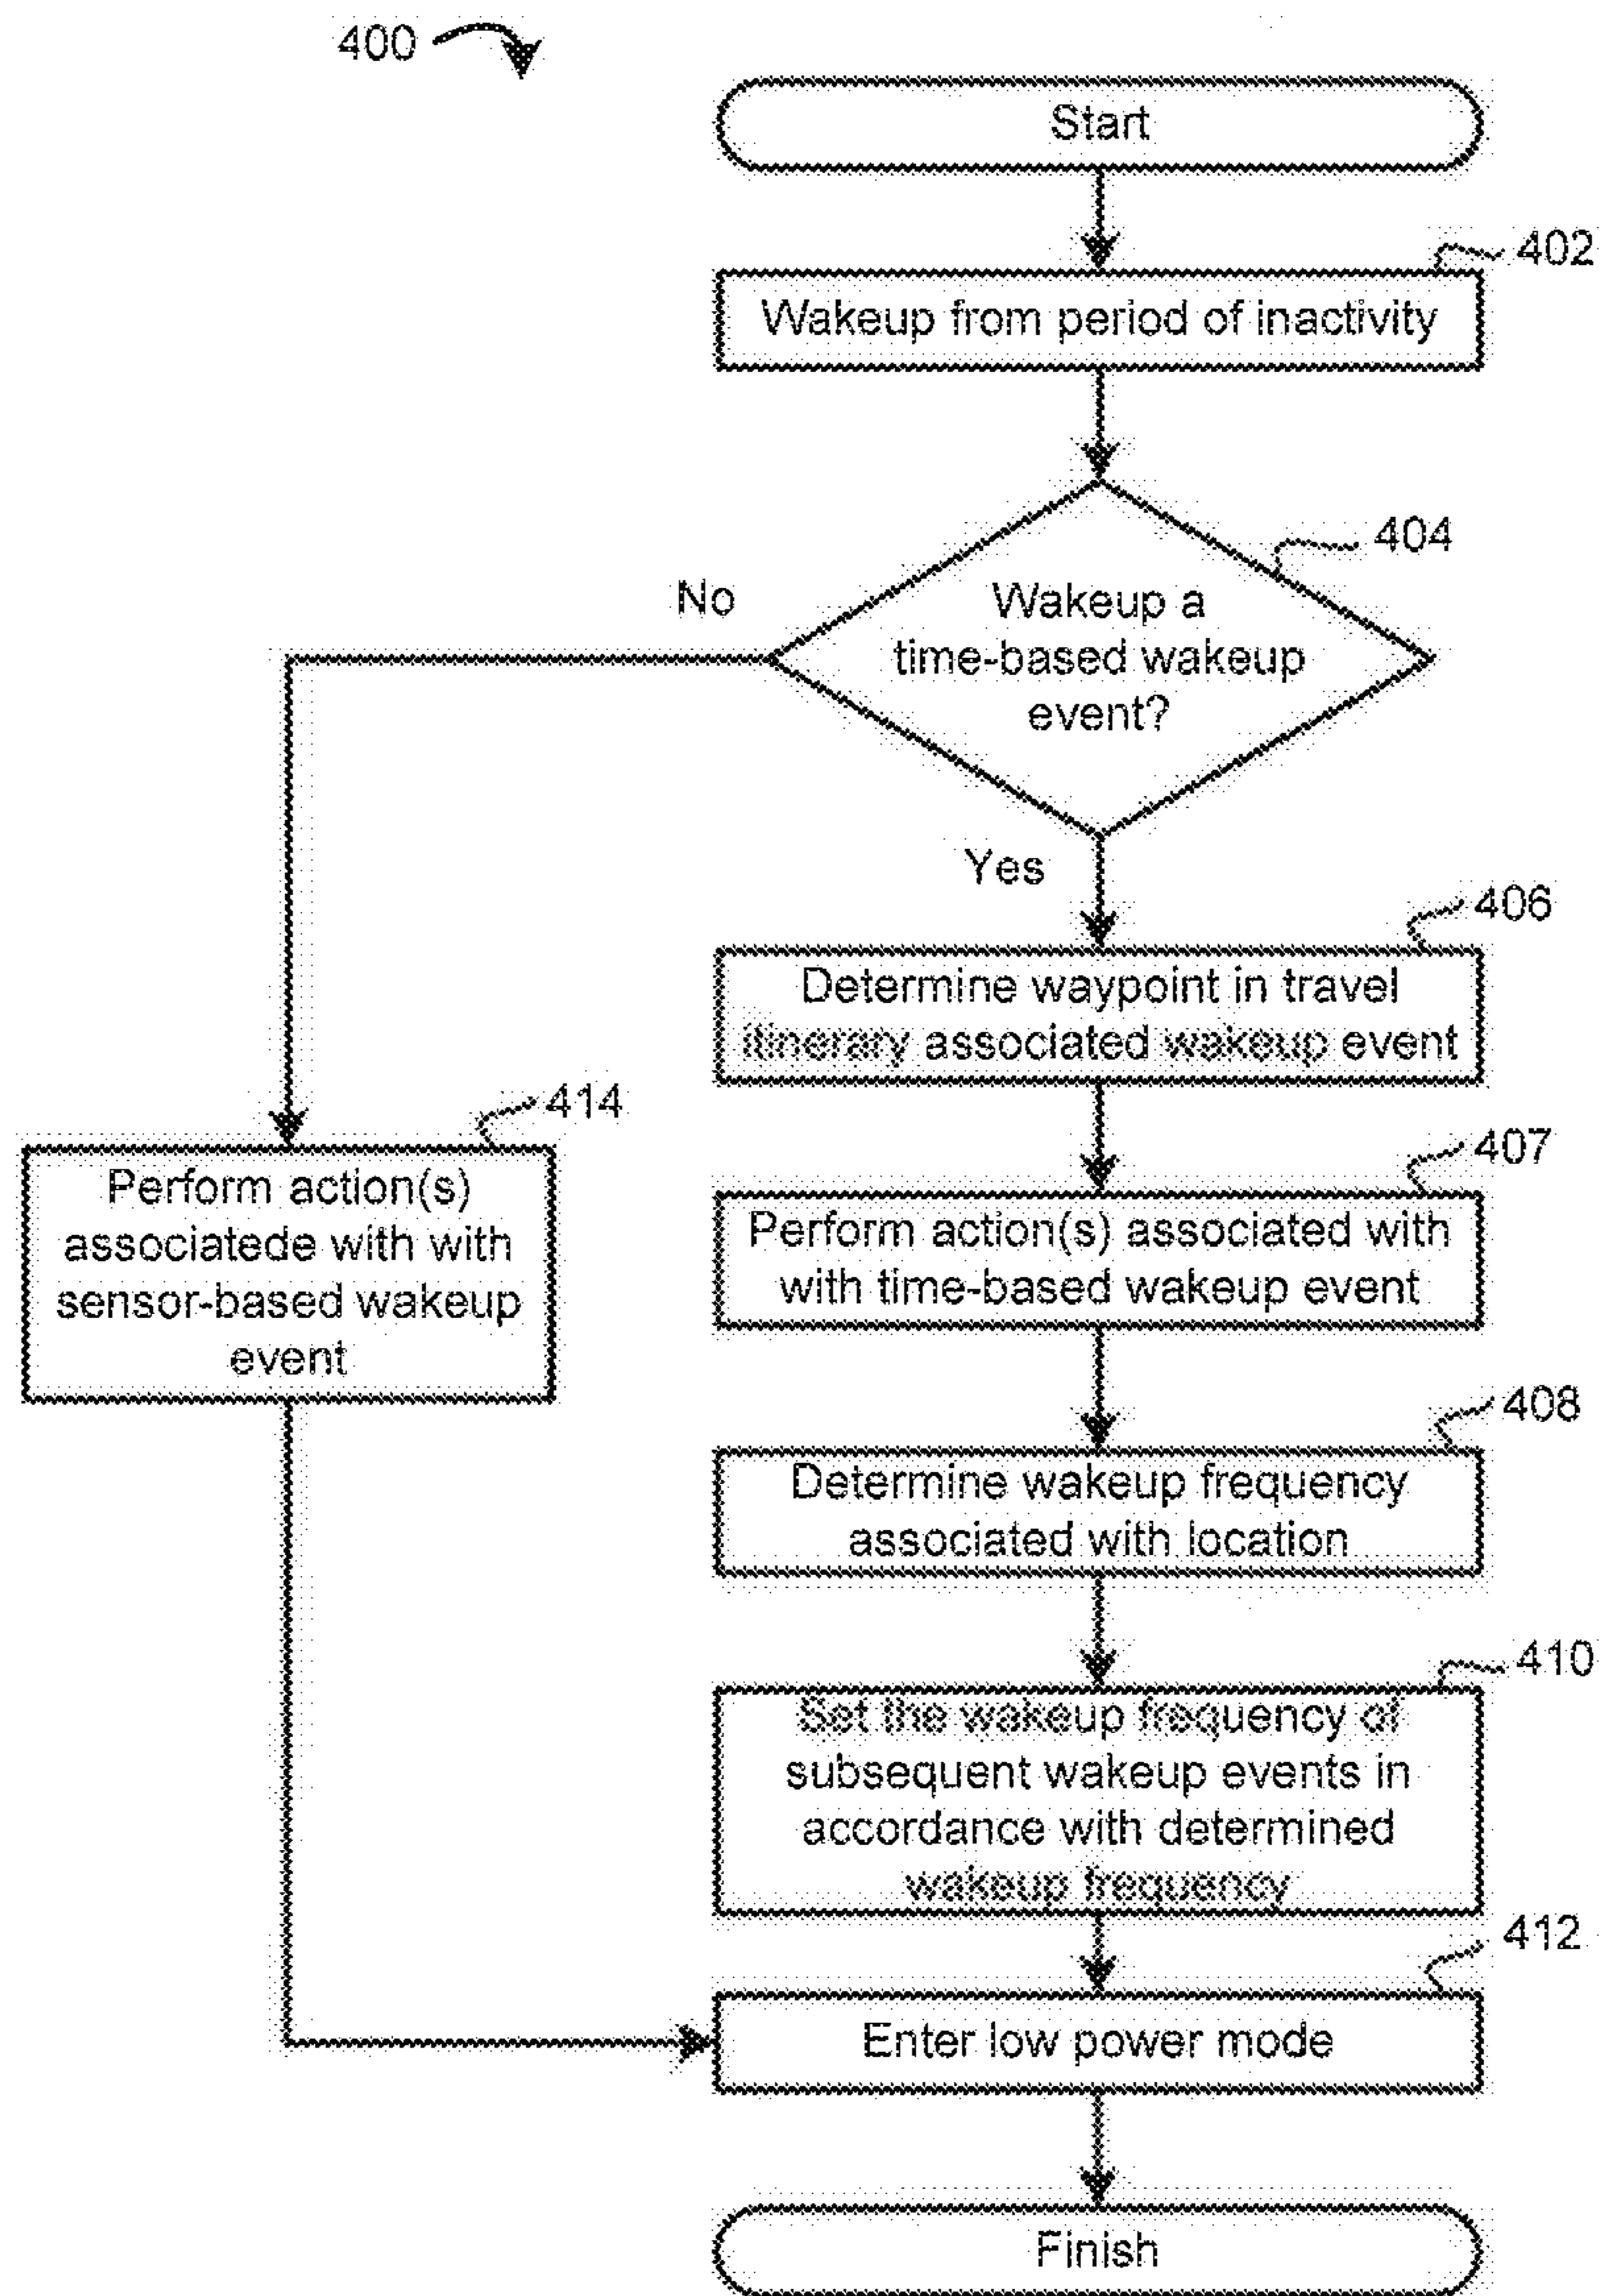 400
Start
402
Wakeup from period of inactivity
404
Wakeup a
time-based wakeup
event?
No
Yes
406
Determine waypoint in travel
itinerary associated wakeup event
414
Perform action(s)
associatede with with
sensor-based wakeup
event
407
Perform action(s) associated with
with time-based wakeup event
408
Determine wakeup frequency
associated with location
410
Set the wakeup frequency of
subsequent wakeup events in
accordance with determined
wakeup frequency
412
Enter low power mode
Finish